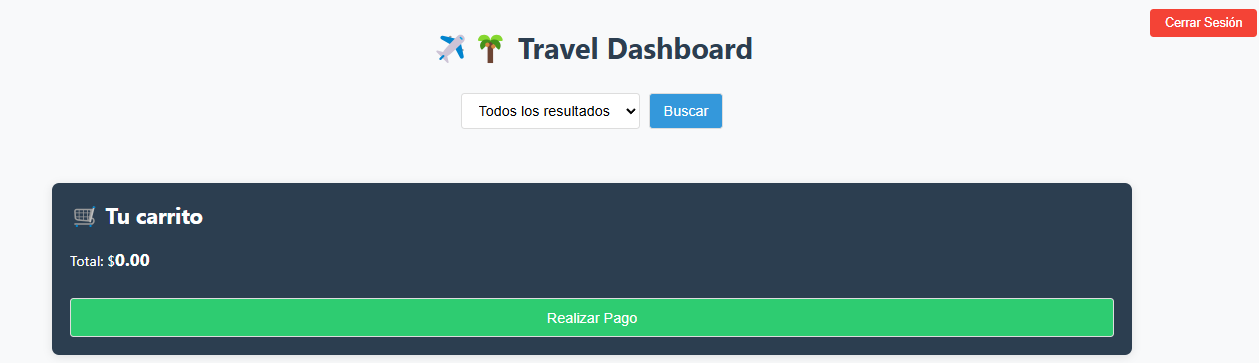 Cerrar Sesión
Travel Dashboard
Todos los resultados
Buscar
Tu carrito
Total: $0.00
Realizar Pago